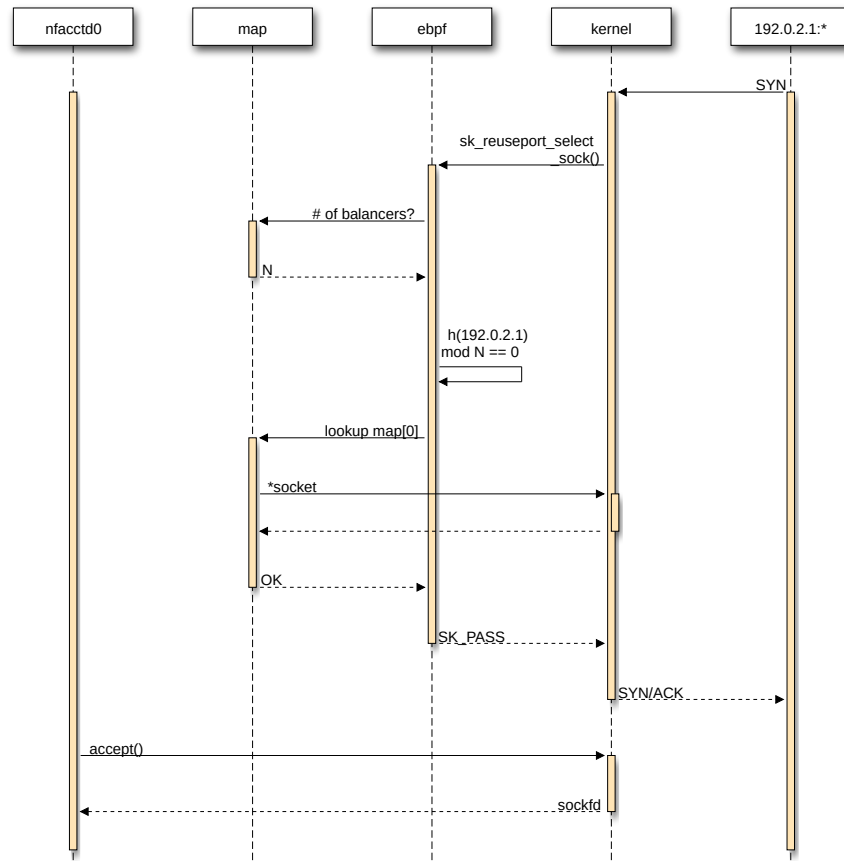 nfacctd0
map
ebpf
kernel
192.0.2.1:*
SYN
sk_reuseport_select
_sock()
# of balancers?
N
h(192.0.2.1)
mod N == 0
lookup map[0]
*socket
OK
SK_PASS
SYN/ACK
accept()
sockfd